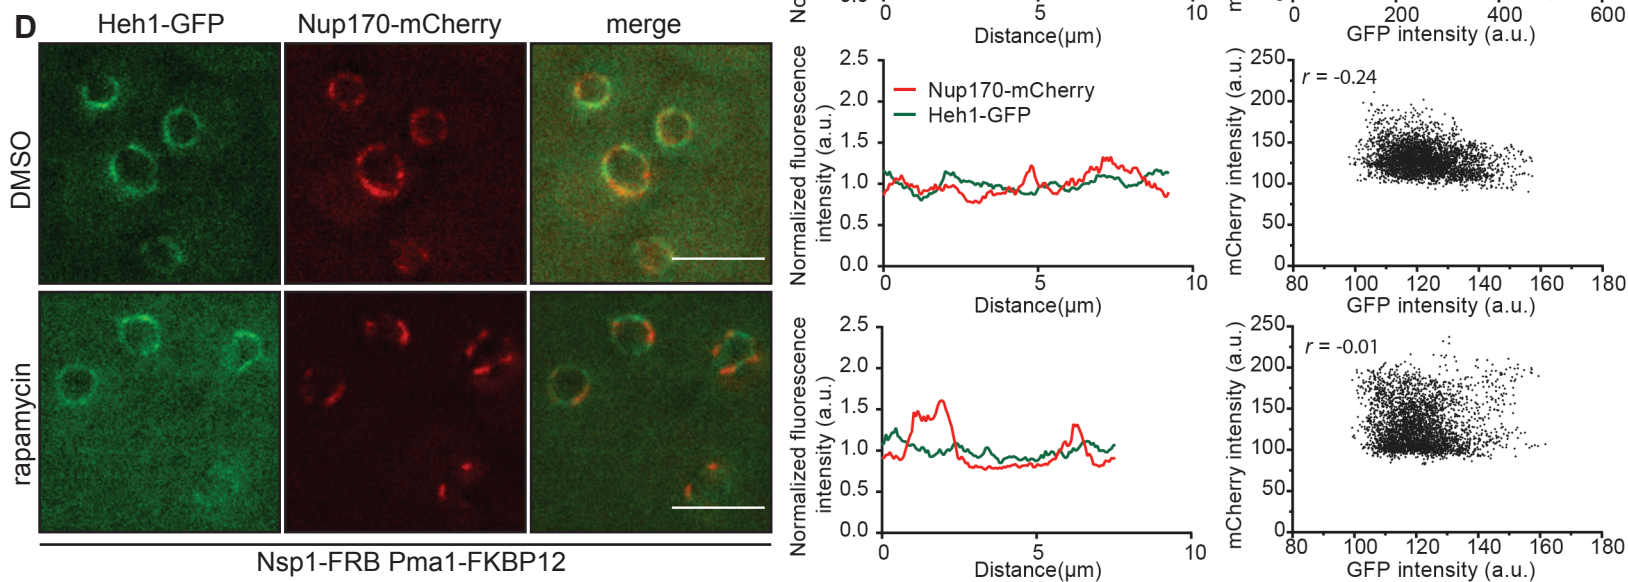 D
Heh1-GFP
Nup170-mCherry
merge
DMSO
rapamycin
Nsp1-FRB Pma1-FKBP12
0
5
10
Distance(µm)
0
200
400
600
GFP intensity (a.u.)
Normalized fluorescence
intensity (a.u.)
2.5
2.0
1.5
1.0
0.5
0.0
Nup170-mCherry
Heh1-GFP
0
5
10
Distance(µm)
mCherry intensity (a.u.)
250
200
150
100
50
0
r = -0.24
80
100
120
140
160
180
GFP intensity (a.u.)
Normalized fluorescence
intensity (a.u.)
2.5
2.0
1.5
1.0
0.5
0.0
0
5
10
Distance(µm)
mCherry intensity (a.u.)
250
200
150
100
50
0
r = -0.01
80
100
120
140
160
180
GFP intensity (a.u.)